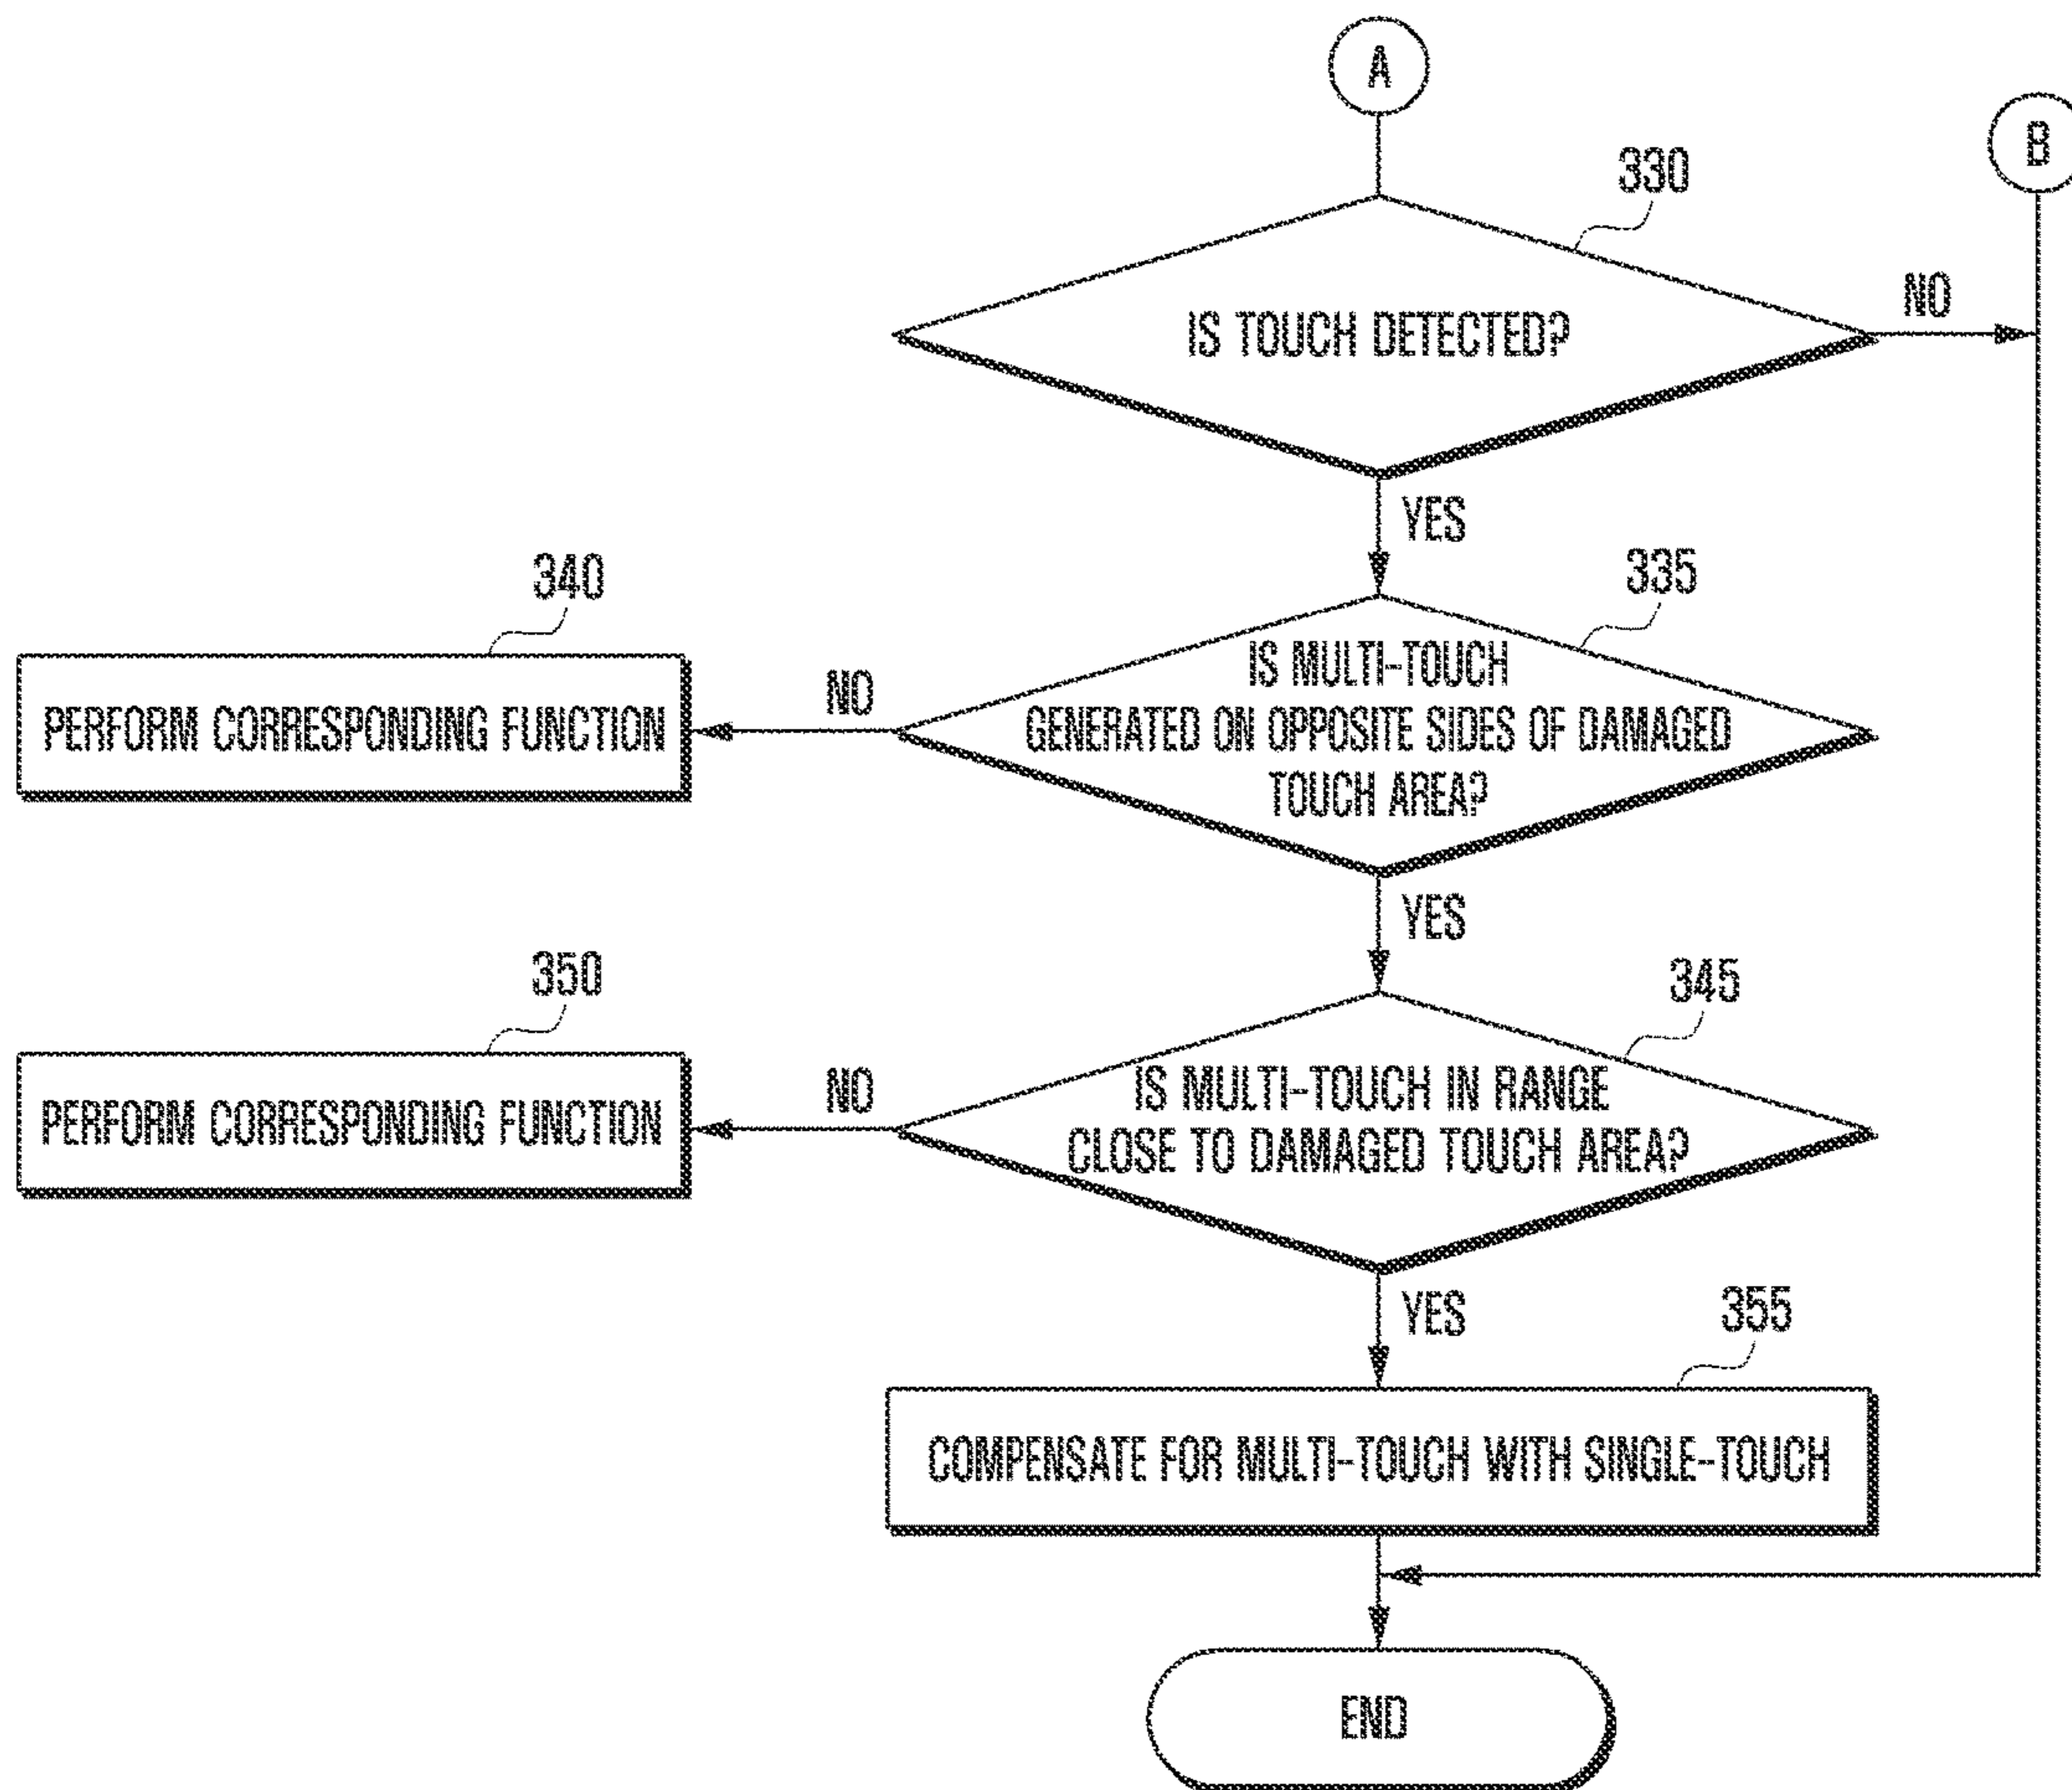 A
B
330
IS TOUCH DETECTED?
NO
YES
335
340
IS MULTI-TOUCH
GENERATED ON OPPOSITE SIDES OF DAMAGED
TOUCH AREA?
NO
PERFORM CORRESPONDING FUNCTION
YES
345
350
IS MULTI-TOUCH IN RANGE
CLOSE TO DAMAGED TOUCH AREA?
NO
PERFORM CORRESPONDING FUNCTION
YES
355
COMPENSATE FOR MULTI-TOUCH WITH SINGLE-TOUCH
END